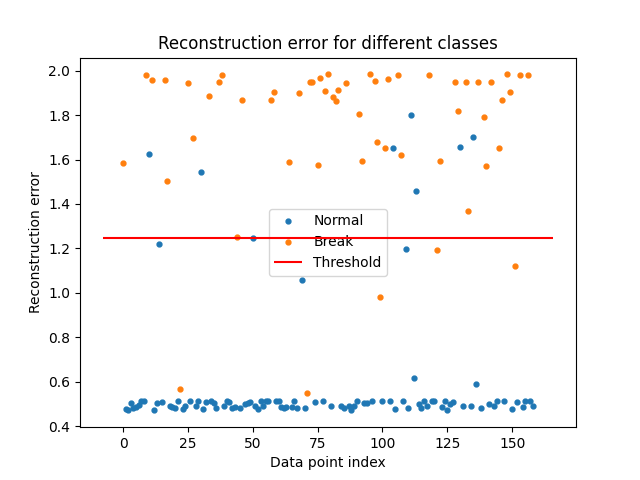 Reconstruction error for different classes
2.0
1.8
1.6
1.4
1.2
1.0
0.8
0.6
0.4
Reconstruction error
Normal
Break
Threshold
0 25 50 75 100 125 150
Data point index